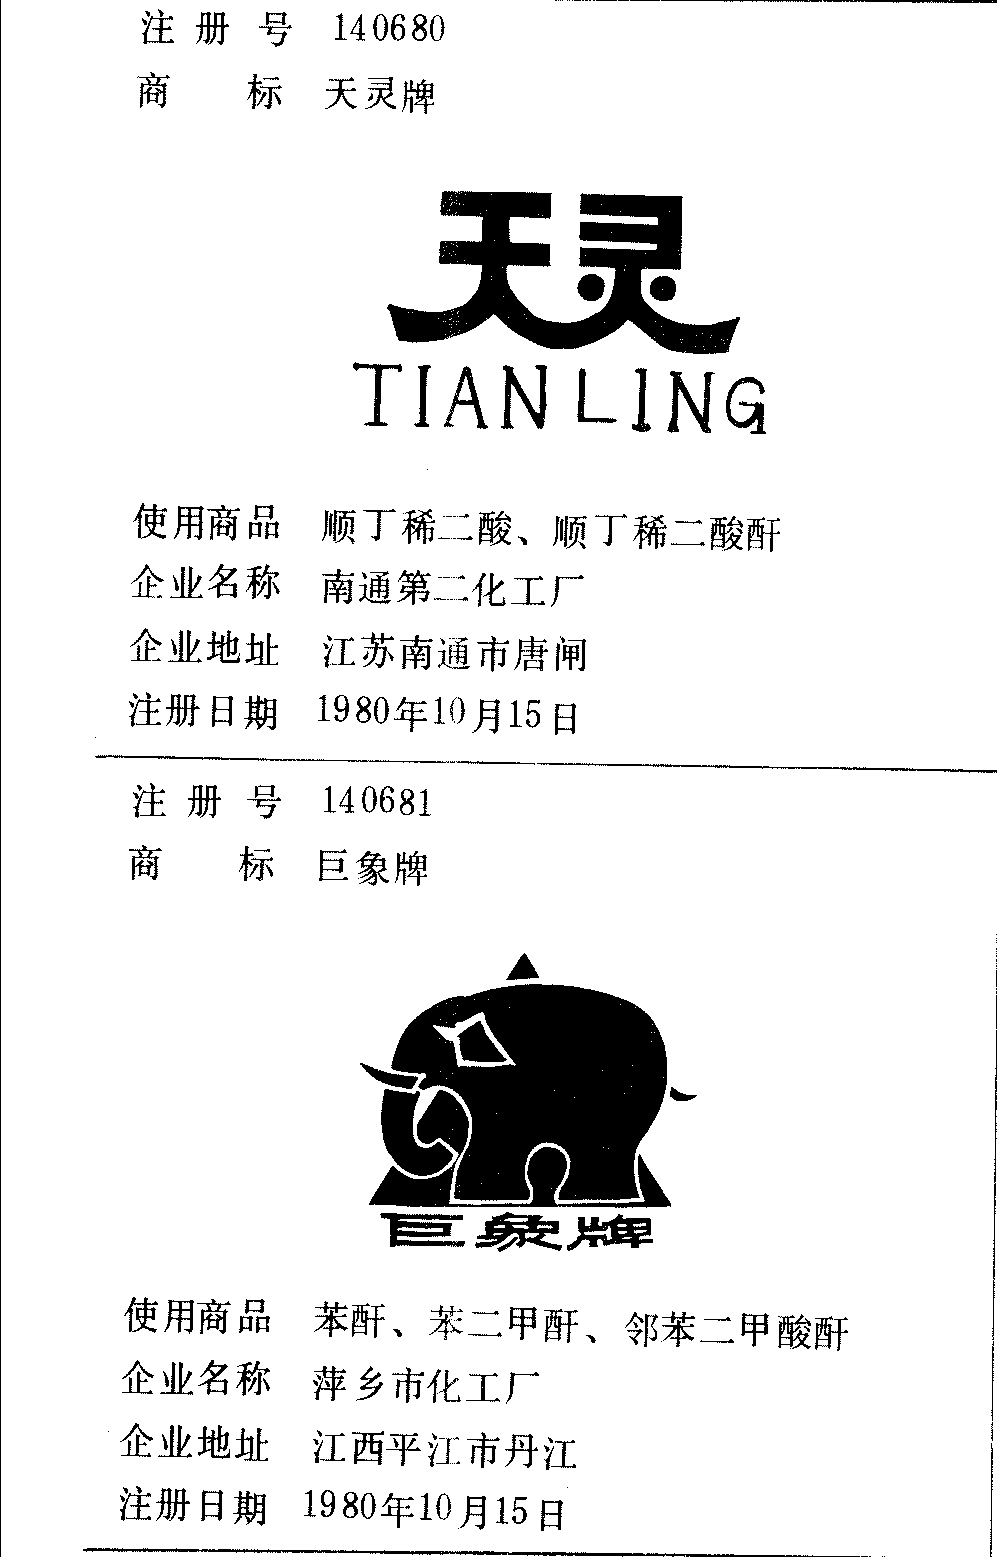 注册号 140680
商标 天灵牌
天灵
TIANLING
使用商品 顺丁稀二酸、顺丁稀二酸酐
企业名称 南通第二化工厂
企业地址 江苏南通市唐闸
注册日期 1980年10月15日
注册号 140681
商标 巨象牌
巨象牌
使用商品 苯酐、苯二甲酐、邻苯二甲酸酐
企业名称 萍乡市化工厂
企业地址 江西平江市丹江
注册日期 1980年10月15日